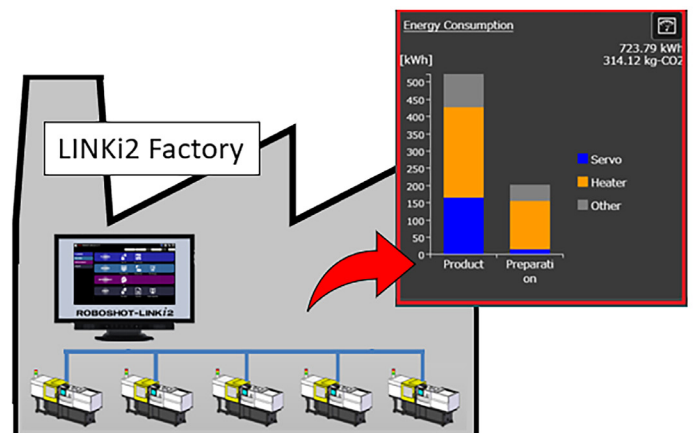 Energy Consumption
723.79 kWh
314.12 kg-CO2
[kWh]
500
450
400
350
300
250
200
150
100
50
0
Servo
Heater
Other
Product
Preparati
on
LINKi2 Factory
ROBOSHOT-LINKi2